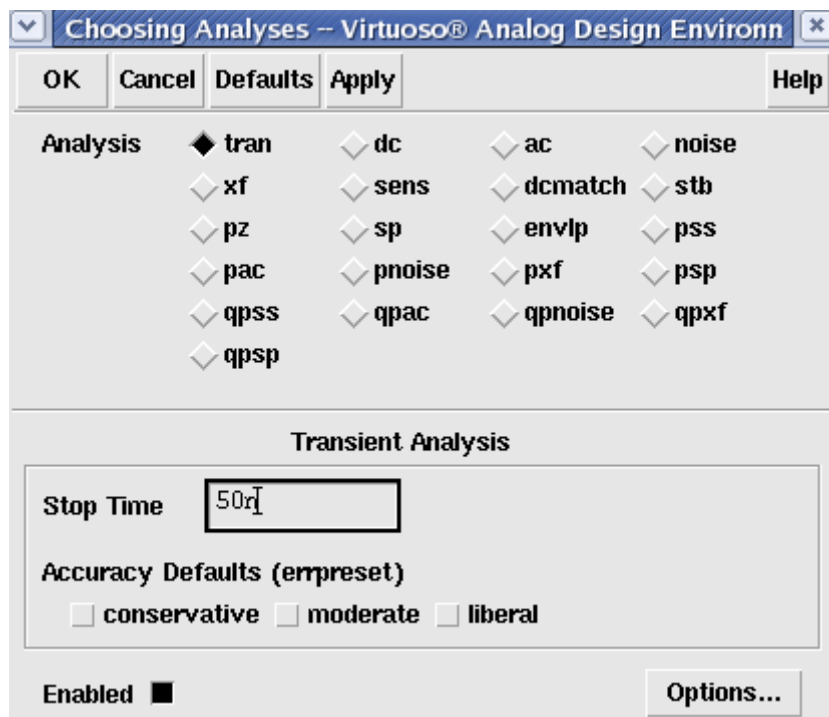 Choosing Analyses -- Virtuoso® Analog Design Environn
OK Cancel Defaults Apply Help
Analysis tran dc ac noise
xf sens dcmatch stb
pz sp envlp pss
pac pnoise pxf psp
qpss qpac qpnoise qpxf
qpsp
Transient Analysis
Stop Time 50n
Accuracy Defaults (errpreset)
conservative moderate liberal
Enabled Options...